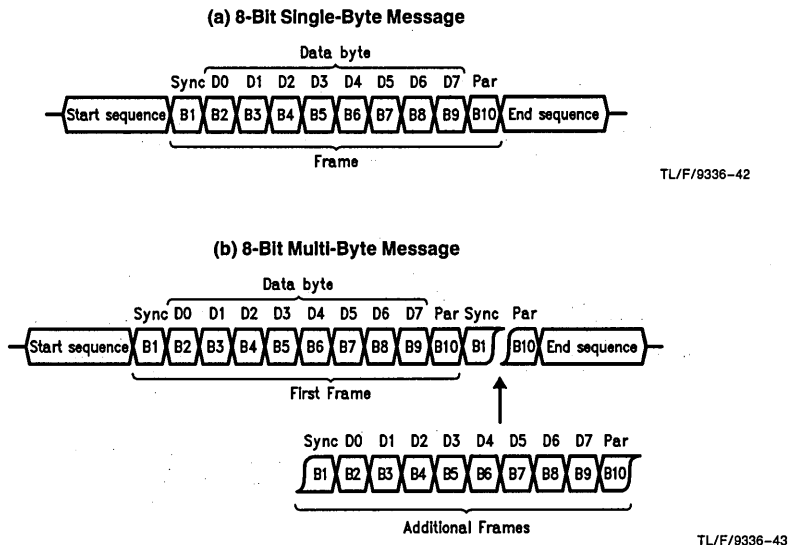 (a) 8-Bit Single-Byte Message
Data byte
Sync D0 D1 D2 D3 D4 D5 D6 D7 Par
Start sequence B1 B2 B3 B4 B5 B6 B7 B8 B9 B10 End sequence
Frame
TL/F/9336–42
(b) 8-Bit Multi-Byte Message
Data byte
Sync D0 D1 D2 D3 D4 D5 D6 D7 Par Sync Par
Start sequence B1 B2 B3 B4 B5 B6 B7 B8 B9 B10 B1 B10 End sequence
First Frame
Sync D0 D1 D2 D3 D4 D5 D6 D7 Par
B1 B2 B3 B4 B5 B6 B7 B8 B9 B10
Additional Frames
TL/F/9336–43